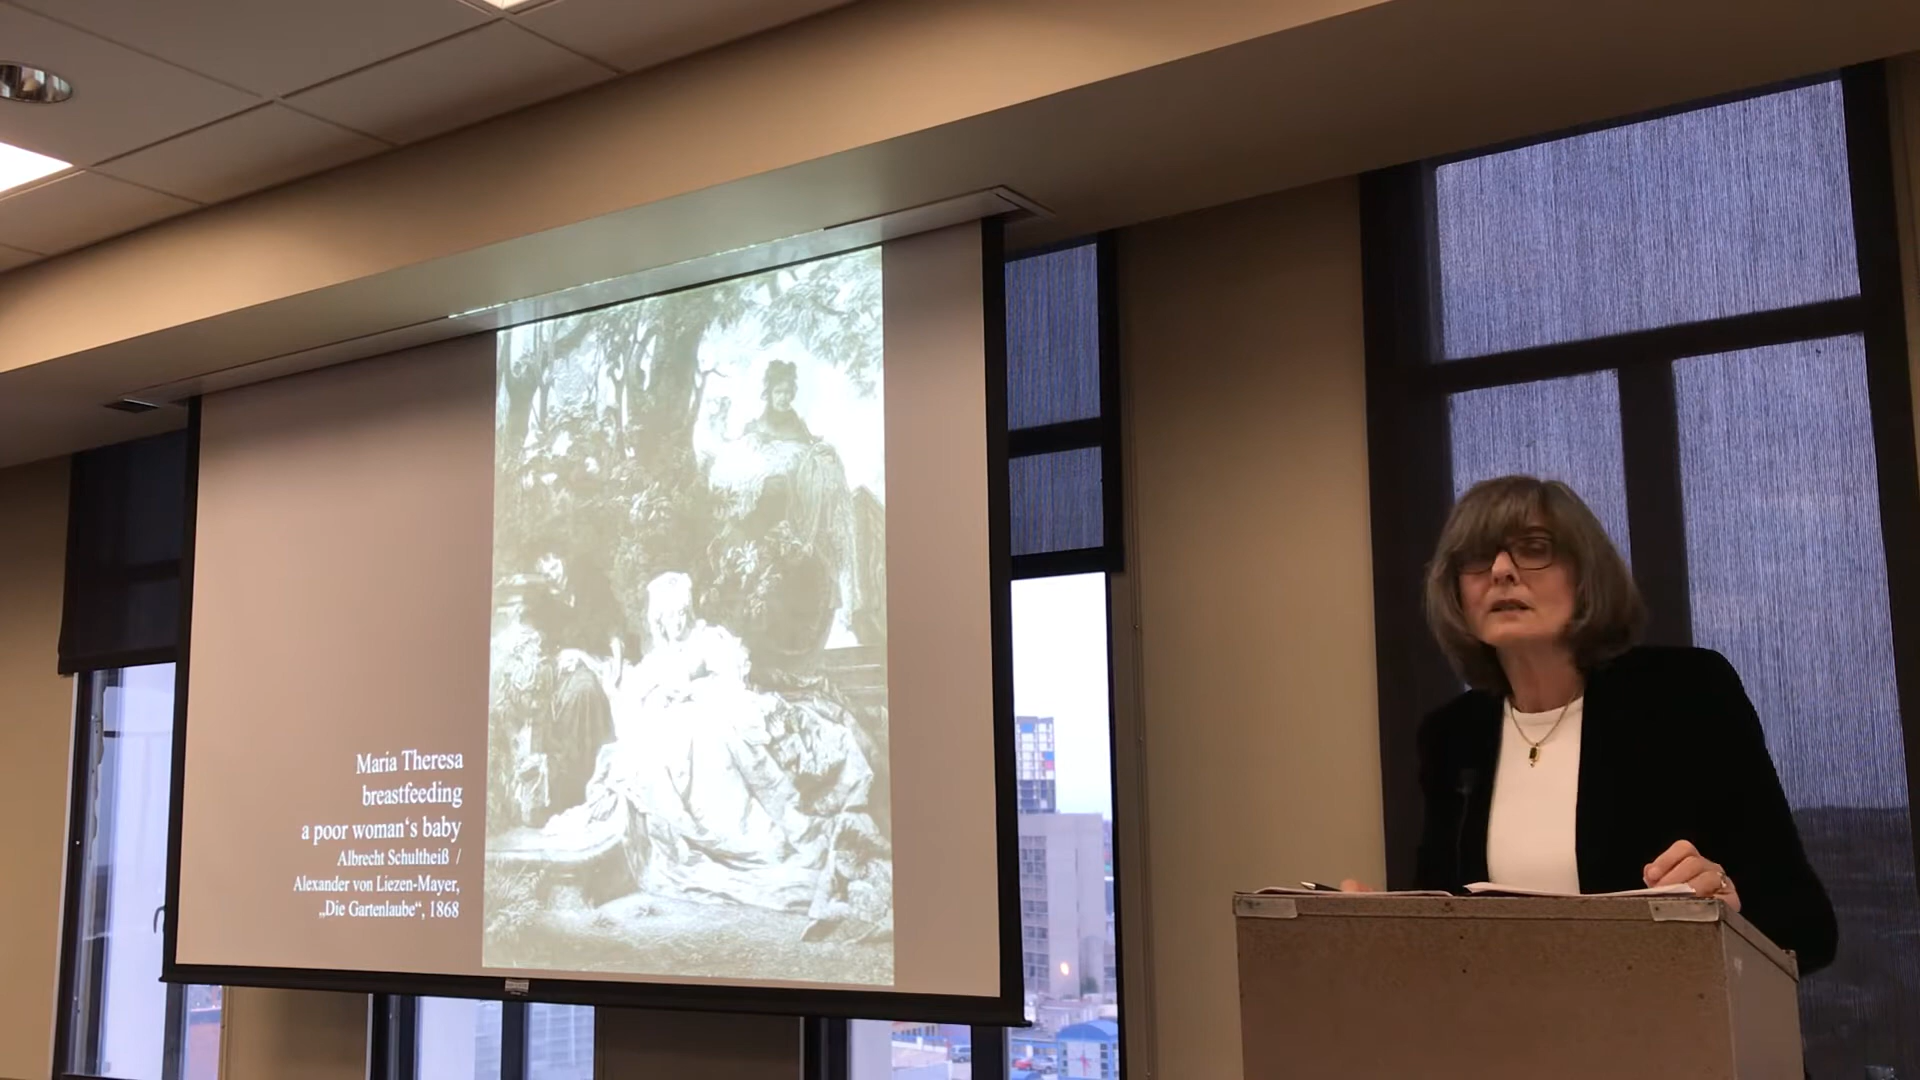 Maria Theresa
breastfeeding
a poor woman‘s baby
Albrecht Schultheiß /
Alexander von Liezen-Mayer,
„Die Gartenlaube“, 1868